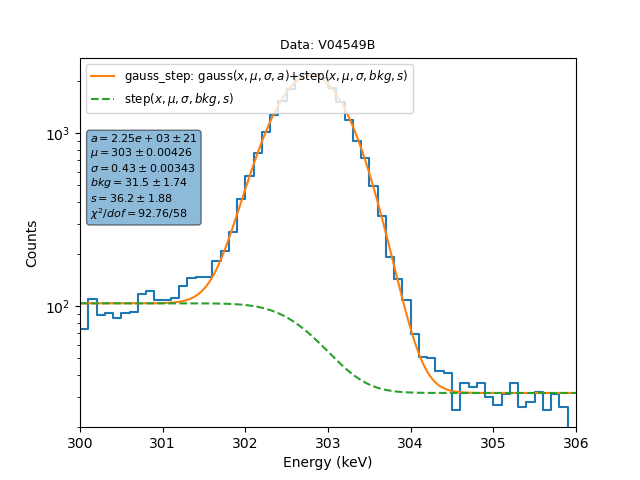 Data: V04549B
gauss_step: gauss(x, μ, σ, a)+step(x, μ, σ, bkg, s)
step(x, μ, σ, bkg, s)
a = 2.25e + 03 ± 21
μ = 303 ± 0.00426
σ = 0.43 ± 0.00343
bkg = 31.5 ± 1.74
s = 36.2 ± 1.88
χ²/dof = 92.76/58
10³
10²
Counts
300 301 302 303 304 305 306
Energy (keV)